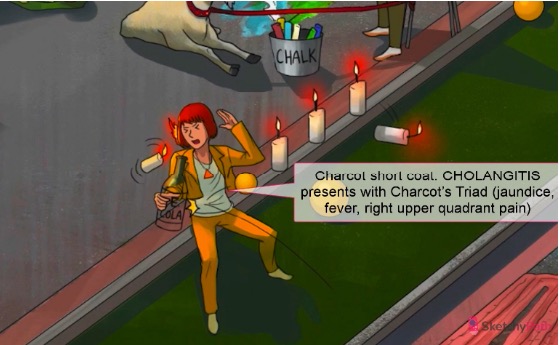 CHALK
Charcot short coat: CHOLANGITIS
presents with Charcot's Triad (jaundice,
fever, right upper quadrant pain)
COLA
Sketchy